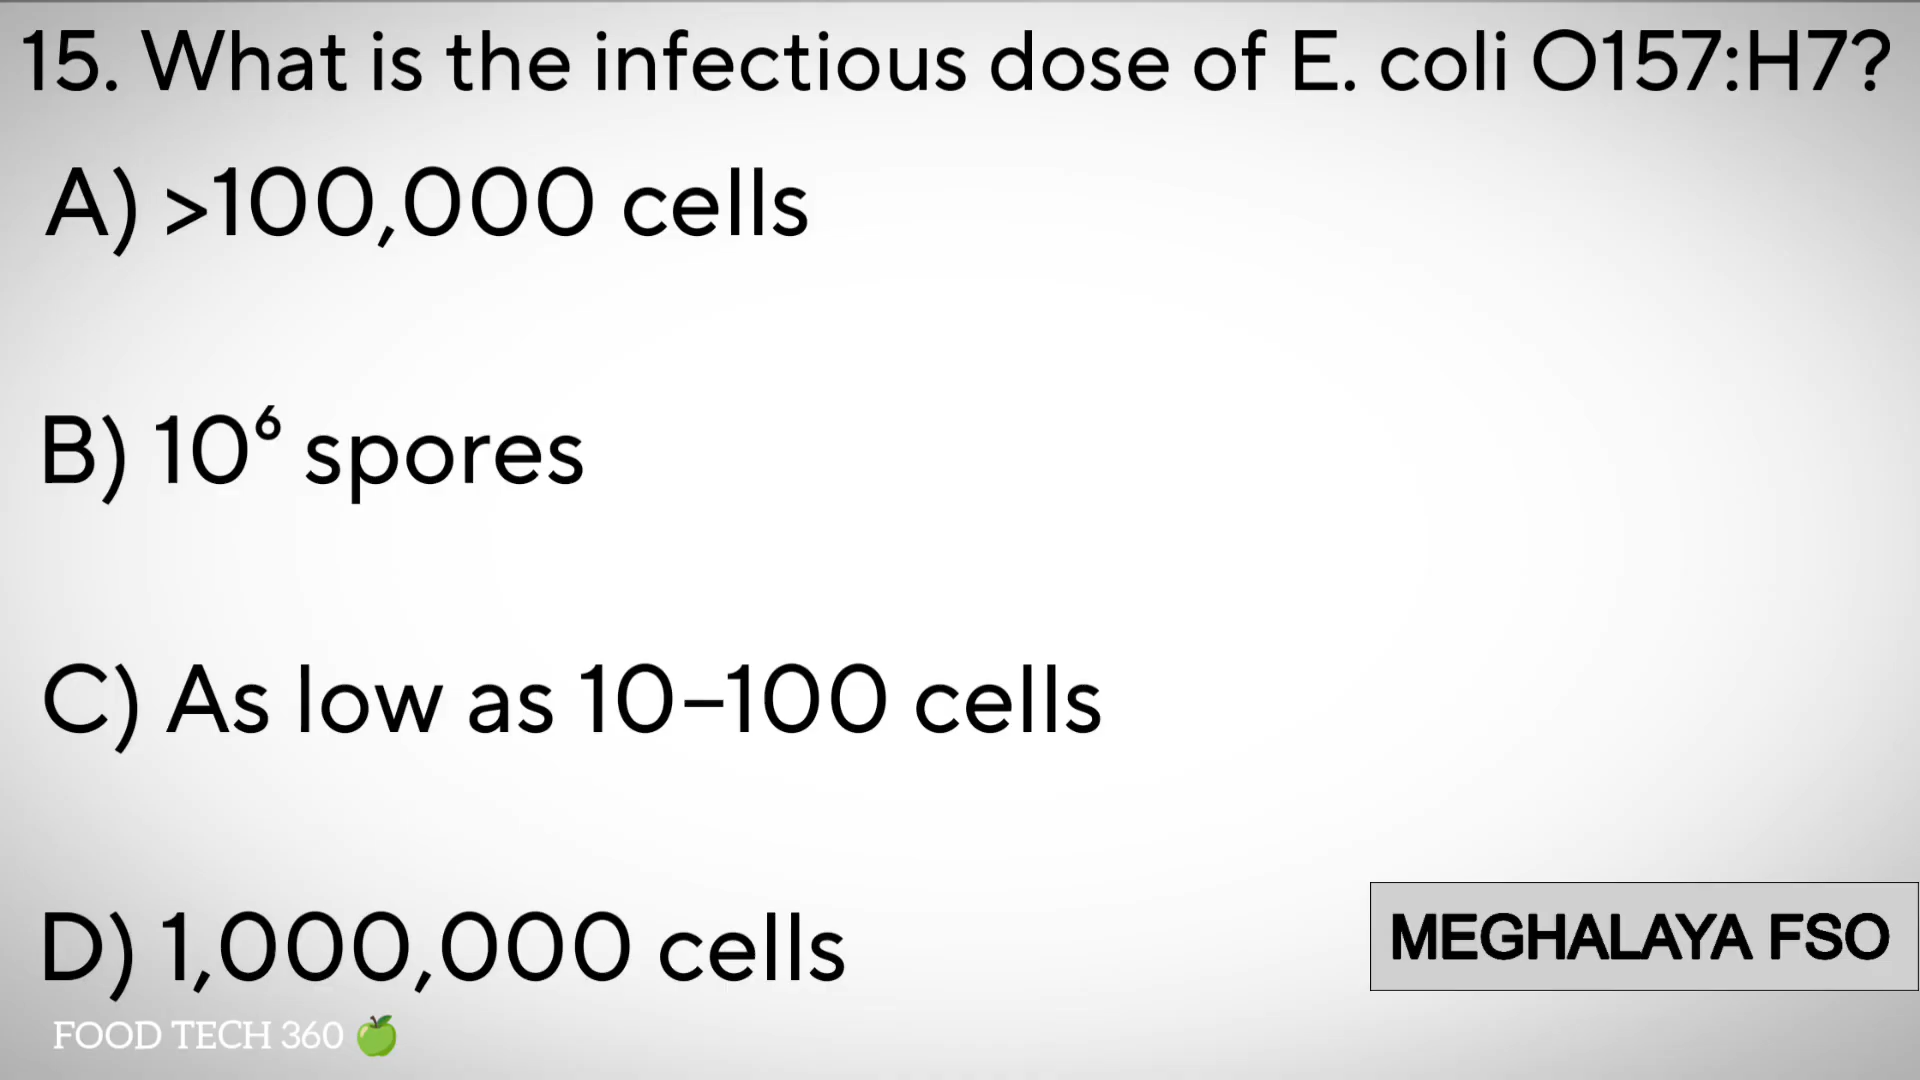 15. What is the infectious dose of E. coli O157:H7?
A) >100,000 cells
B) 10⁶ spores
C) As low as 10–100 cells
D) 1,000,000 cells
MEGHALAYA FSO
FOOD TECH 360 🍏